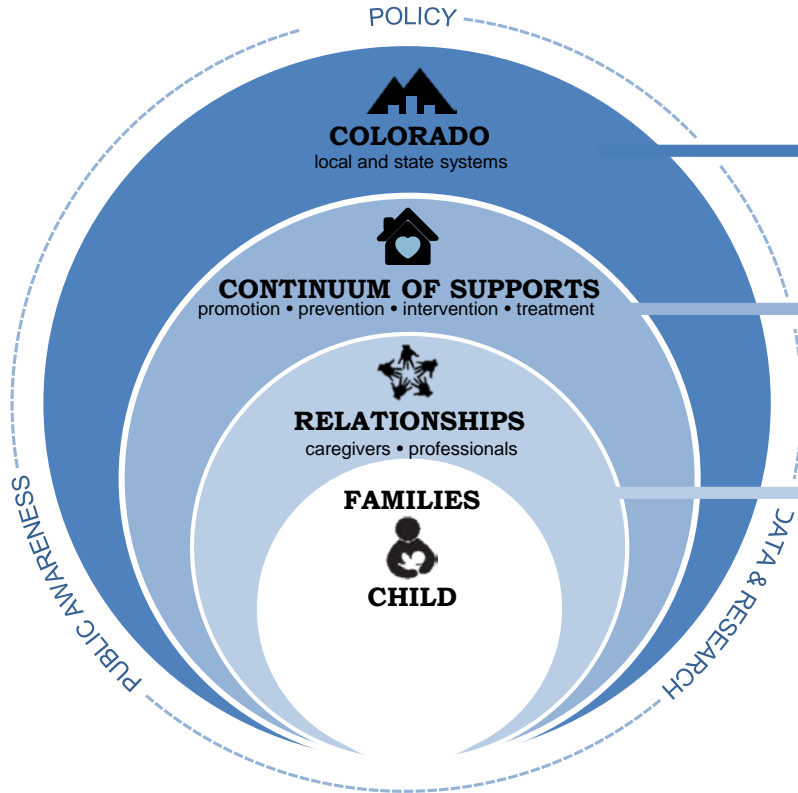 POLICY
COLORADO
local and state systems
CONTINUUM OF SUPPORTS
promotion • prevention • intervention • treatment
RELATIONSHIPS
caregivers • professionals
FAMILIES
CHILD
PUBLIC AWARENESS
DATA & RESEARCH